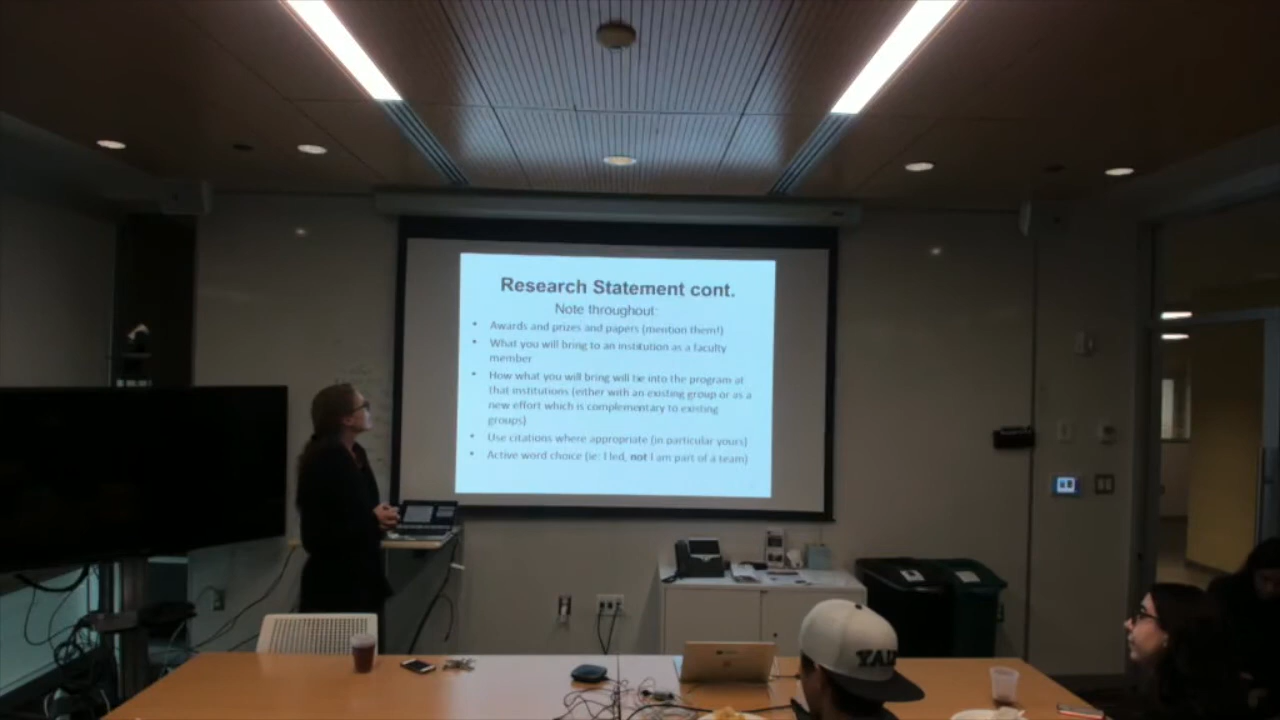 Research Statement cont.
Note throughout:
• Awards and prizes and papers (mention them!)
• What you will bring to an institution as a faculty
member
• How what you will bring will tie into the program at
that institutions (either with an existing group or as a
new effort which is complementary to existing
groups)
• Use citations where appropriate (in particular yours)
• Active word choice (ie: I led, not I am part of a team)
YALE